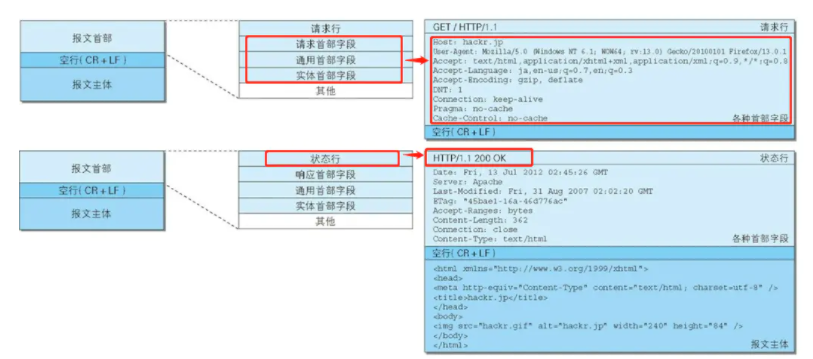 报文首部
空行(CR+LF)
报文主体
请求行
请求首部字段
通用首部字段
实体首部字段
其他
GET / HTTP/1.1 请求行
Host: hackr.jp
User-Agent: Mozilla/5.0 (Windows NT 6.1; WOW64; rv:13.0) Gecko/20100101 Firefox/13.0.1
Accept: text/html,application/xhtml+xml,application/xml;q=0.9,*/*;q=0.8
Accept-Language: ja,en-us;q=0.7,en;q=0.3
Accept-Encoding: gzip, deflate
DNT: 1
Connection: keep-alive
Pragma: no-cache
Cache-Control: no-cache 各种首部字段
空行(CR+LF)
报文首部
空行(CR+LF)
报文主体
状态行
响应首部字段
通用首部字段
实体首部字段
其他
HTTP/1.1 200 OK 状态行
Date: Fri, 13 Jul 2012 02:45:26 GMT
Server: Apache
Last-Modified: Fri, 31 Aug 2007 02:02:20 GMT
ETag: "45bae1-16a-46d776ac"
Accept-Ranges: bytes
Content-Length: 362
Connection: close
Content-Type: text/html 各种首部字段
空行(CR+LF)
<html xmlns="http://www.w3.org/1999/xhtml">
<head>
<meta http-equiv="Content-Type" content="text/html; charset=utf-8" />
<title>hackr.jp</title>
</head>
<body>
<img src="hackr.gif" alt="hackr.jp" width="240" height="84" />
</body>
</html> 报文主体